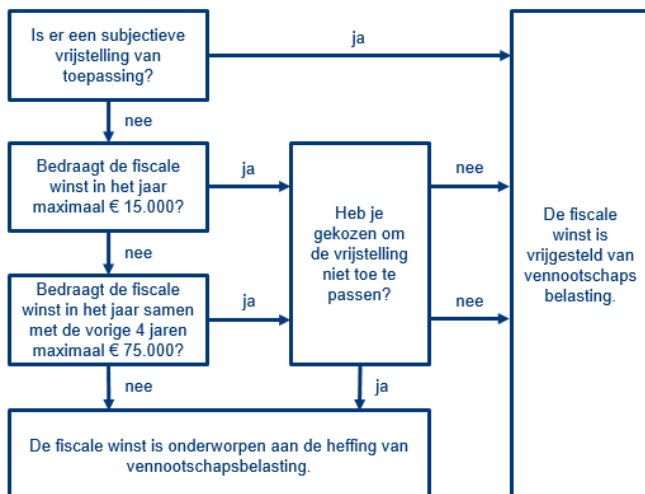 Is er een subjectieve
vrijstelling van
toepassing?
ja
nee
Bedraagt de fiscale
winst in het jaar
maximaal € 15.000?
ja
nee
Heb je
gekozen om
de vrijstelling
niet toe te
passen?
nee
De fiscale
winst is
vrijgesteld van
vennootschaps
belasting.
Bedraagt de fiscale
winst in het jaar samen
met de vorige 4 jaren
maximaal € 75.000?
ja
nee
nee
ja
De fiscale winst is onderworpen aan de heffing van
vennootschapsbelasting.